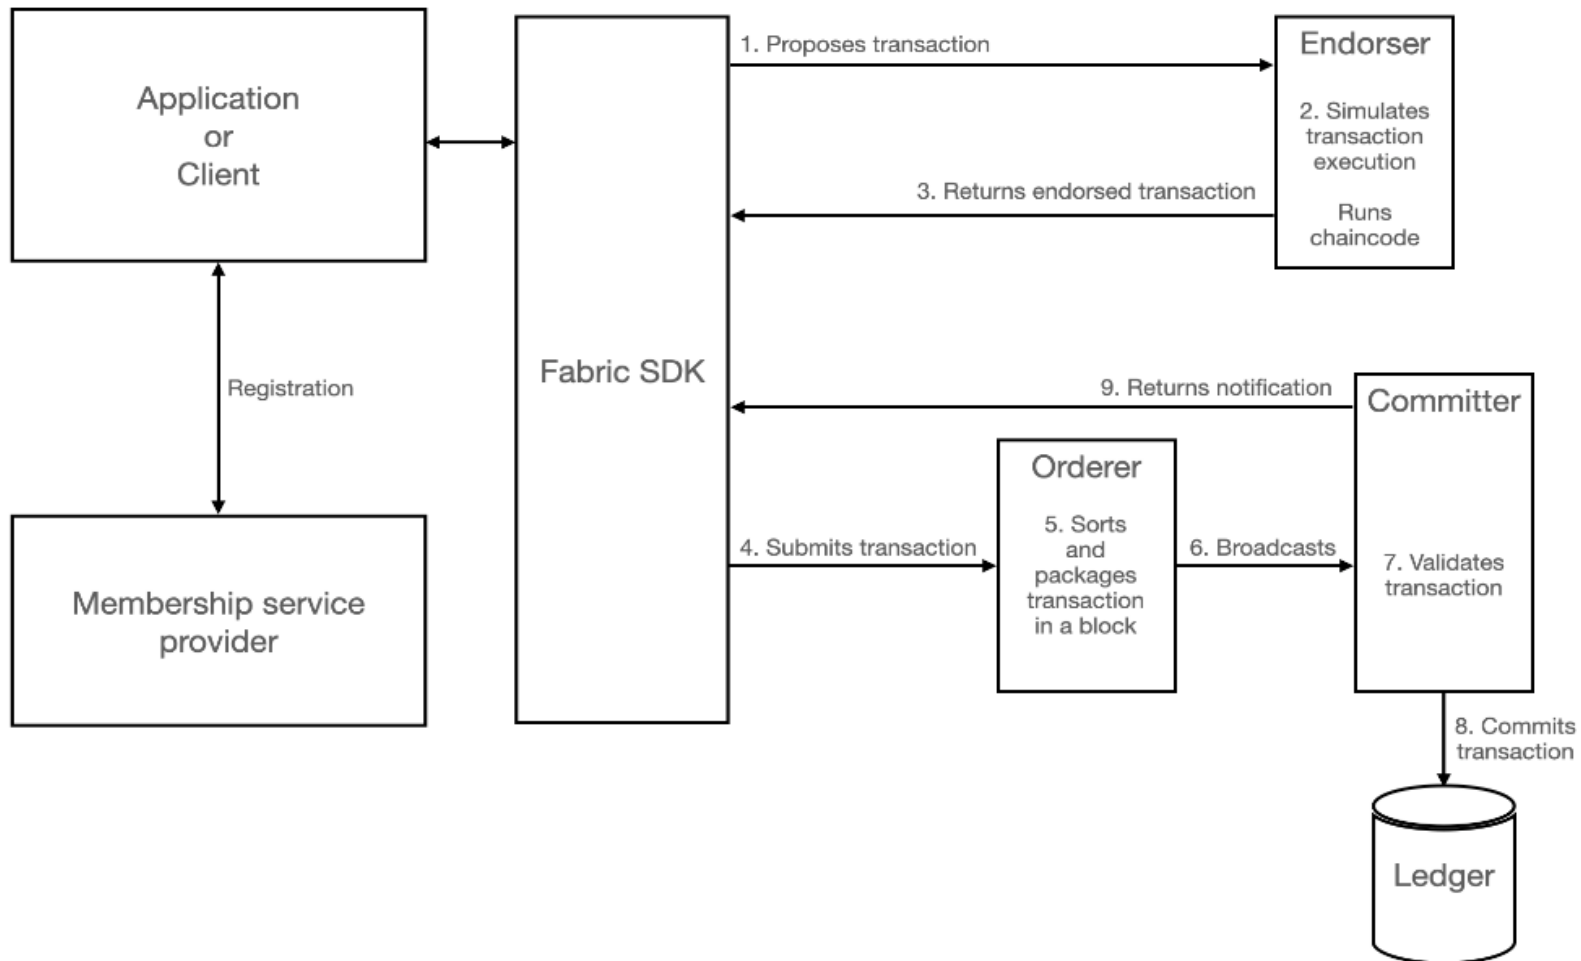 Application
or
Client
Registration
Membership service
provider
Fabric SDK
1. Proposes transaction
Endorser
2. Simulates
transaction
execution
Runs
chaincode
3. Returns endorsed transaction
9. Returns notification
Committer
Orderer
4. Submits transaction
5. Sorts
and
packages
transaction
in a block
6. Broadcasts
7. Validates
transaction
8. Commits
transaction
Ledger